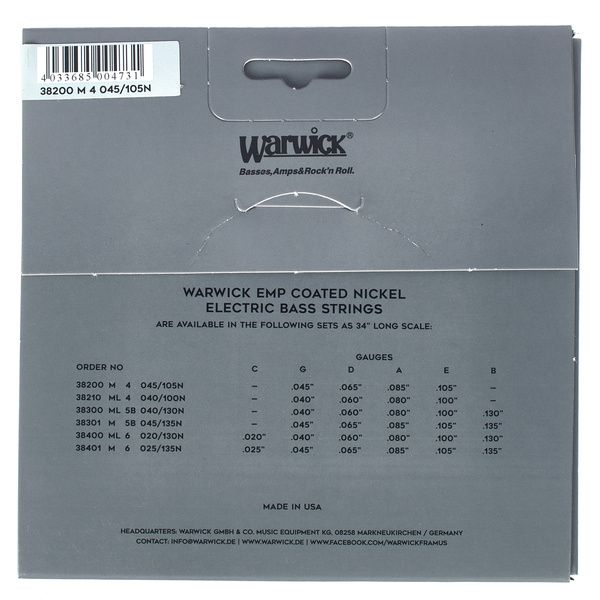 4033685004731
38200 M 4 045/105N
Warwick®
Basses,Amps&Rock'n Roll.
WARWICK EMP COATED NICKEL
ELECTRIC BASS STRINGS
ARE AVAILABLE IN THE FOLLOWING SETS AS 34" LONG SCALE:
GAUGES
ORDER NO C G D A E B
38200 M 4 045/105N – .045" .065" .085" .105" –
38210 ML 4 040/100N – .040" .060" .080" .100" –
38300 ML 5B 040/130N – .040" .060" .080" .100" .130"
38301 M 5B 045/135N – .045" .065" .085" .105" .135"
38400 ML 6 020/130N .020" .040" .060" .080" .100" .130"
38401 M 6 025/135N .025" .045" .065" .085" .105" .135"
MADE IN USA
HEADQUARTERS: WARWICK GMBH & CO. MUSIC EQUIPMENT KG, 08258 MARKNEUKIRCHEN / GERMANY
CONTACT: INFO@WARWICK.DE | WWW.WARWICK.DE | WWW.FACEBOOK.COM/WARWICKFRAMUS